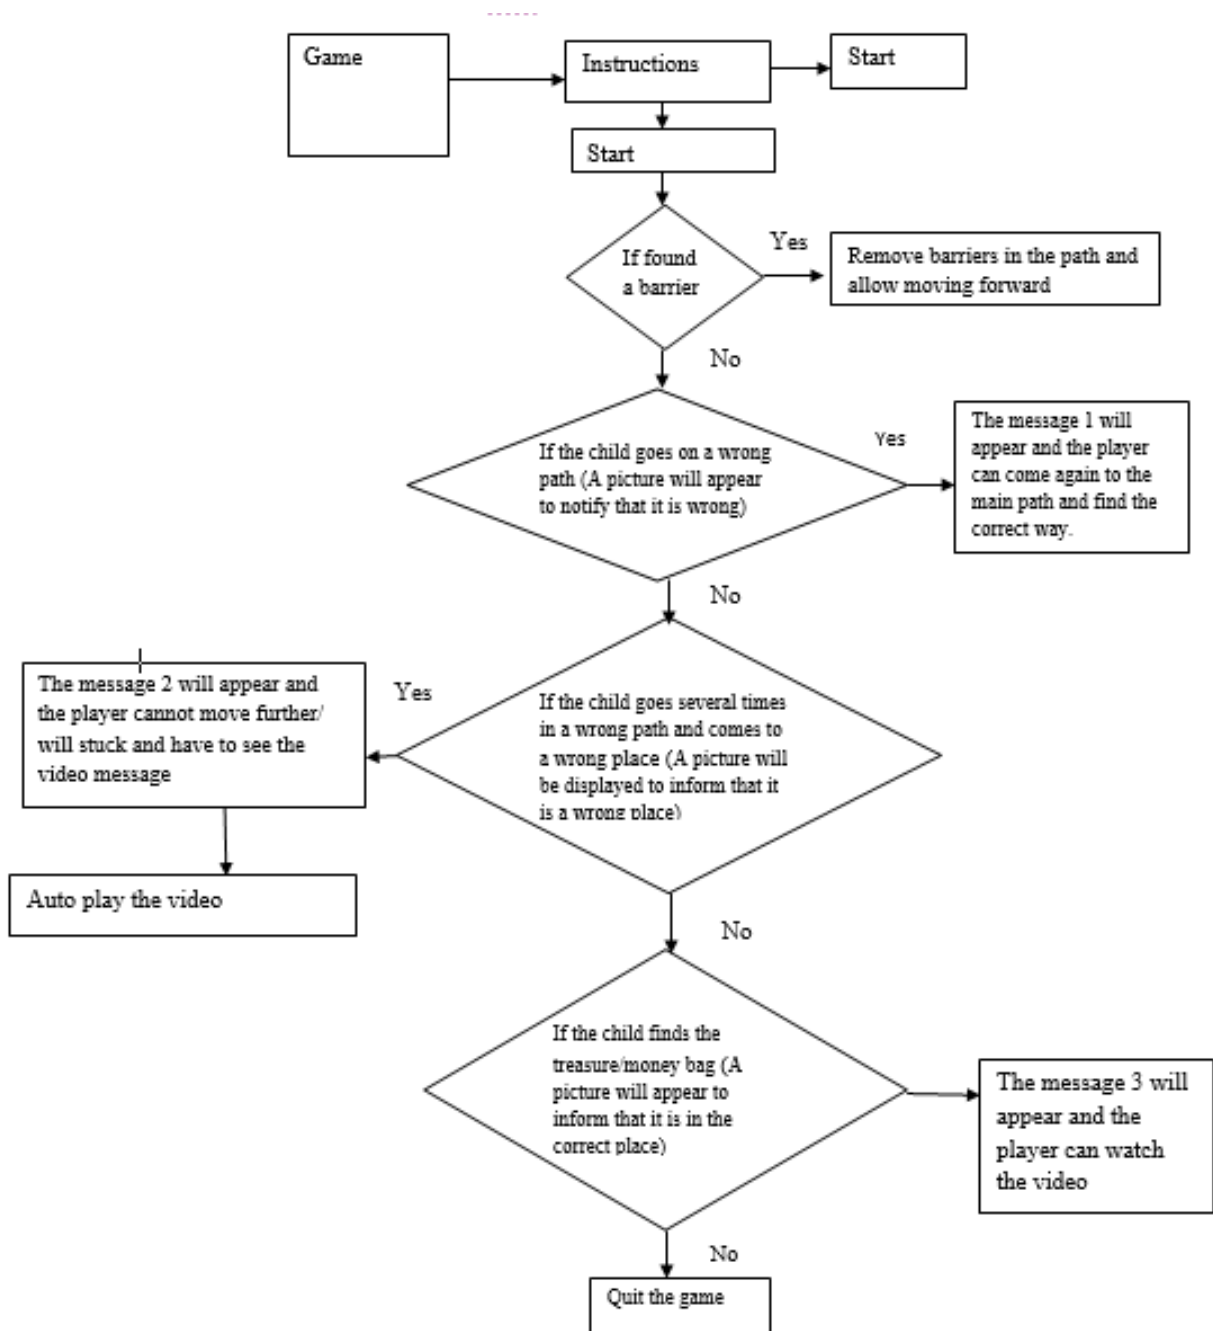 Game
Instructions
Start
Start
If found
a barrier
Yes
Remove barriers in the path and
allow moving forward
No
If the child goes on a wrong
path (A picture will appear
to notify that it is wrong)
Yes
The message 1 will
appear and the player
can come again to the
main path and find the
correct way.
No
If the child goes several times
in a wrong path and comes to
a wrong place (A picture will
be displayed to inform that it
is a wrong place)
Yes
The message 2 will appear and
the player cannot move further/
will stuck and have to see the
video message
Auto play the video
No
If the child finds the
treasure/money bag (A
picture will appear to
inform that it is in the
correct place)
The message 3 will
appear and the
player can watch
the video
No
Quit the game